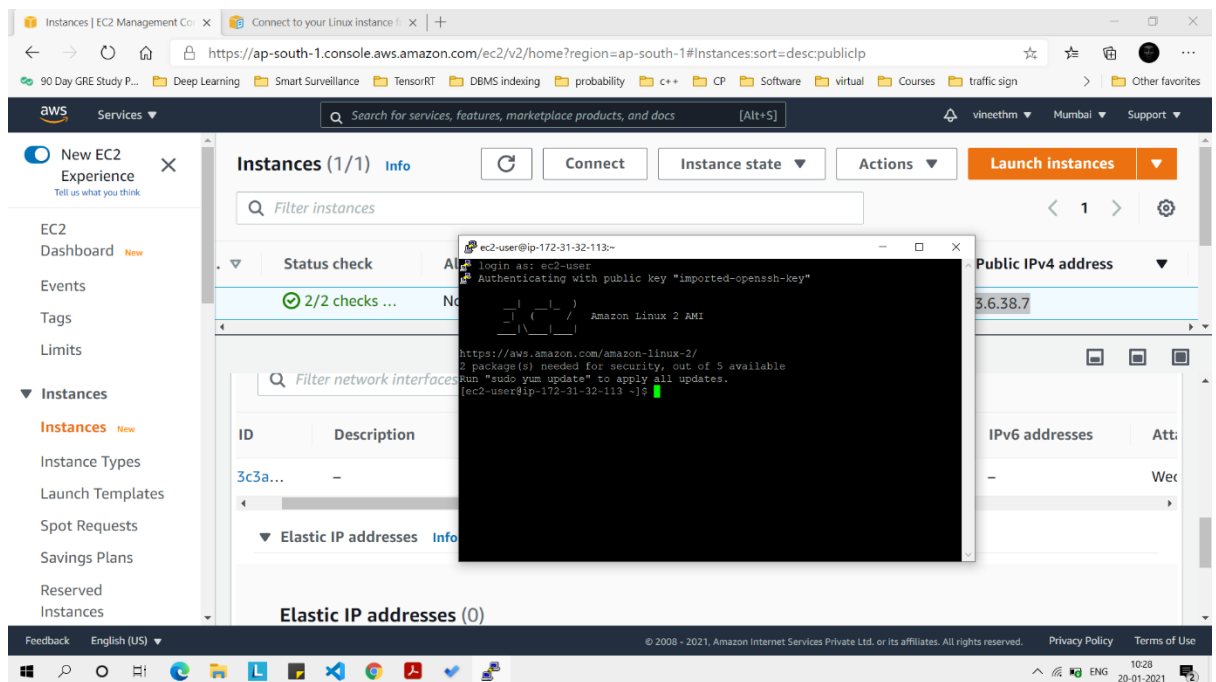 Instances | EC2 Management Co
Connect to your Linux instance f
https://ap-south-1.console.aws.amazon.com/ec2/v2/home?region=ap-south-1#Instances:sort=desc:publicIp
90 Day GRE Study P... Deep Learning Smart Surveillance TensorRT DBMS indexing probability c++ CP Software virtual Courses traffic sign Other favorites
aws Services Search for services, features, marketplace products, and docs [Alt+S] vineethm Mumbai Support
New EC2
Experience
Tell us what you think
Instances (1/1) Info Connect Instance state Actions Launch instances
Filter instances
1
EC2
Dashboard New
Events
Tags
Limits
Instances
Instances New
Instance Types
Launch Templates
Spot Requests
Savings Plans
Reserved
Instances
. Status check Al Public IPv4 address
2/2 checks ... No 3.6.38.7
Filter network interfaces
ID Description IPv6 addresses Atta
3c3a... – – Wed
Elastic IP addresses Info
Elastic IP addresses (0)
ec2-user@ip-172-31-32-113:~
login as: ec2-user
Authenticating with public key "imported-openssh-key"
__| __|_ )
_| ( / Amazon Linux 2 AMI
___|\___|___|
https://aws.amazon.com/amazon-linux-2/
2 package(s) needed for security, out of 5 available
Run "sudo yum update" to apply all updates.
[ec2-user@ip-172-31-32-113 ~]$
Feedback English (US) © 2008 - 2021, Amazon Internet Services Private Ltd. or its affiliates. All rights reserved. Privacy Policy Terms of Use
ENG
10:28
20-01-2021
2